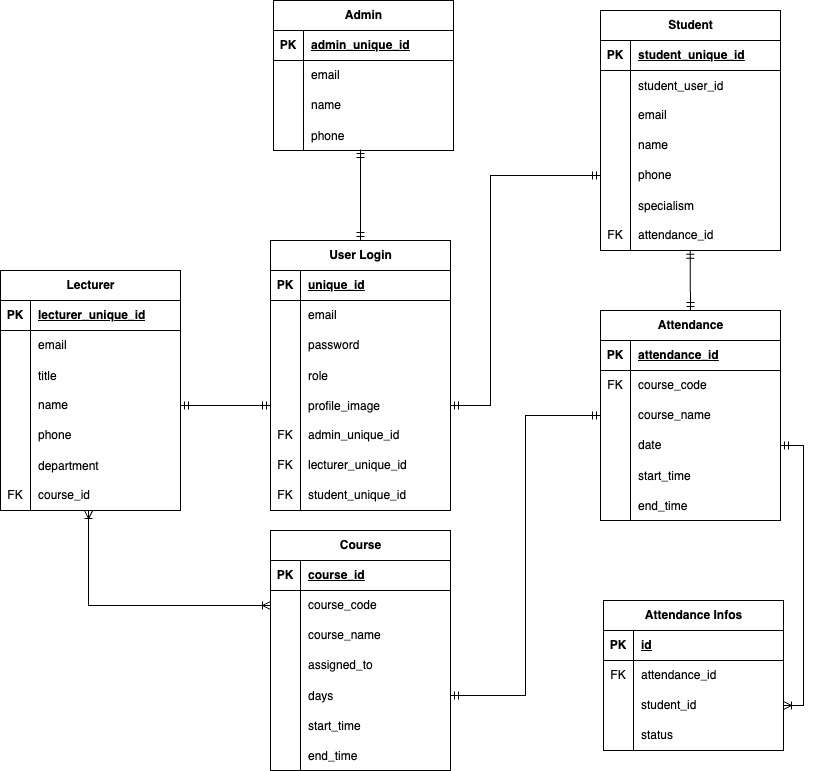 Admin
PK admin_unique_id
email
name
phone
Student
PK student_unique_id
student_user_id
email
name
phone
specialism
FK attendance_id
User Login
PK unique_id
email
password
role
profile_image
FK admin_unique_id
FK lecturer_unique_id
FK student_unique_id
Lecturer
PK lecturer_unique_id
email
title
name
phone
department
FK course_id
Attendance
PK attendance_id
FK course_code
course_name
date
start_time
end_time
Course
PK course_id
course_code
course_name
assigned_to
days
start_time
end_time
Attendance Infos
PK id
FK attendance_id
student_id
status